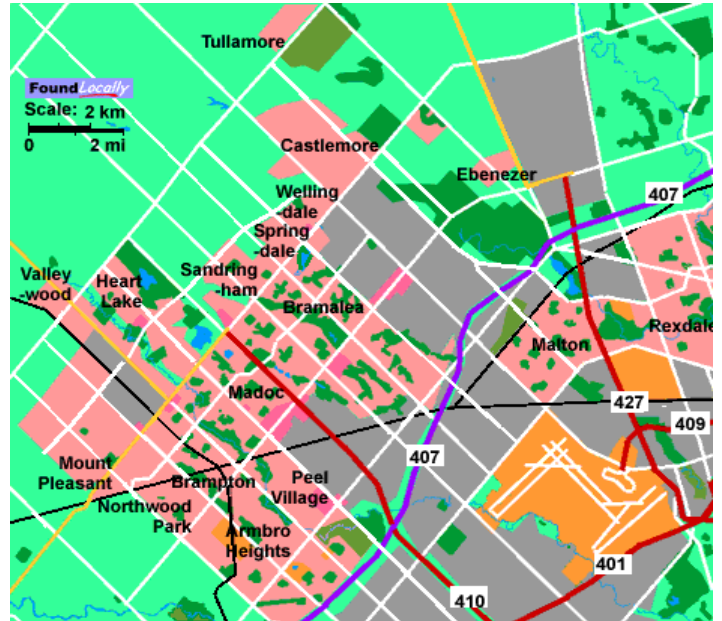 Tullamore
FoundLocally
Scale: 2 km
0 2 mi
Castlemore
Ebenezer
407
Welling
-dale
Spring
-dale
Valley
-wood
Heart
Lake
Sandring
-ham
Bramalea
Malton
Rexdale
Madoc
427
409
407
Mount
Pleasant
Brampton
Peel
Village
Northwood
Park
Armbro
Heights
401
410